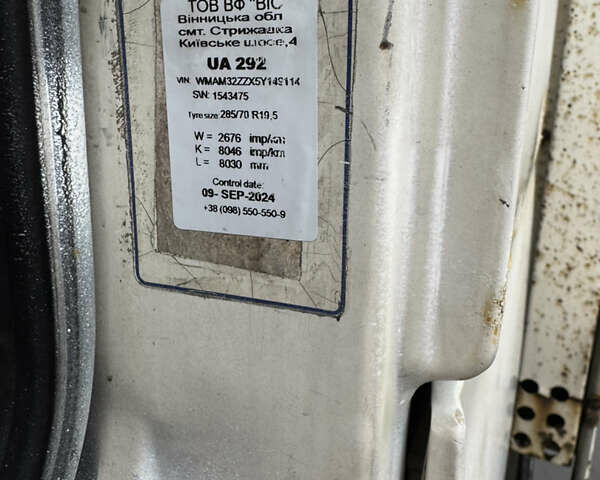 ТОВ ВФ "ВІС"
Вінницька обл
смт. Стрижавка
Київське шосе,4
UA 292
VIN: WMAM32ZZX5Y149114
SW: 1543475
Tyre size: 285/70 R19,5
W = 2676 imp/km
K = 8046 imp/km
L = 8030 mm
Control date:
09- SEP-2024
+38 (098) 550-550-9